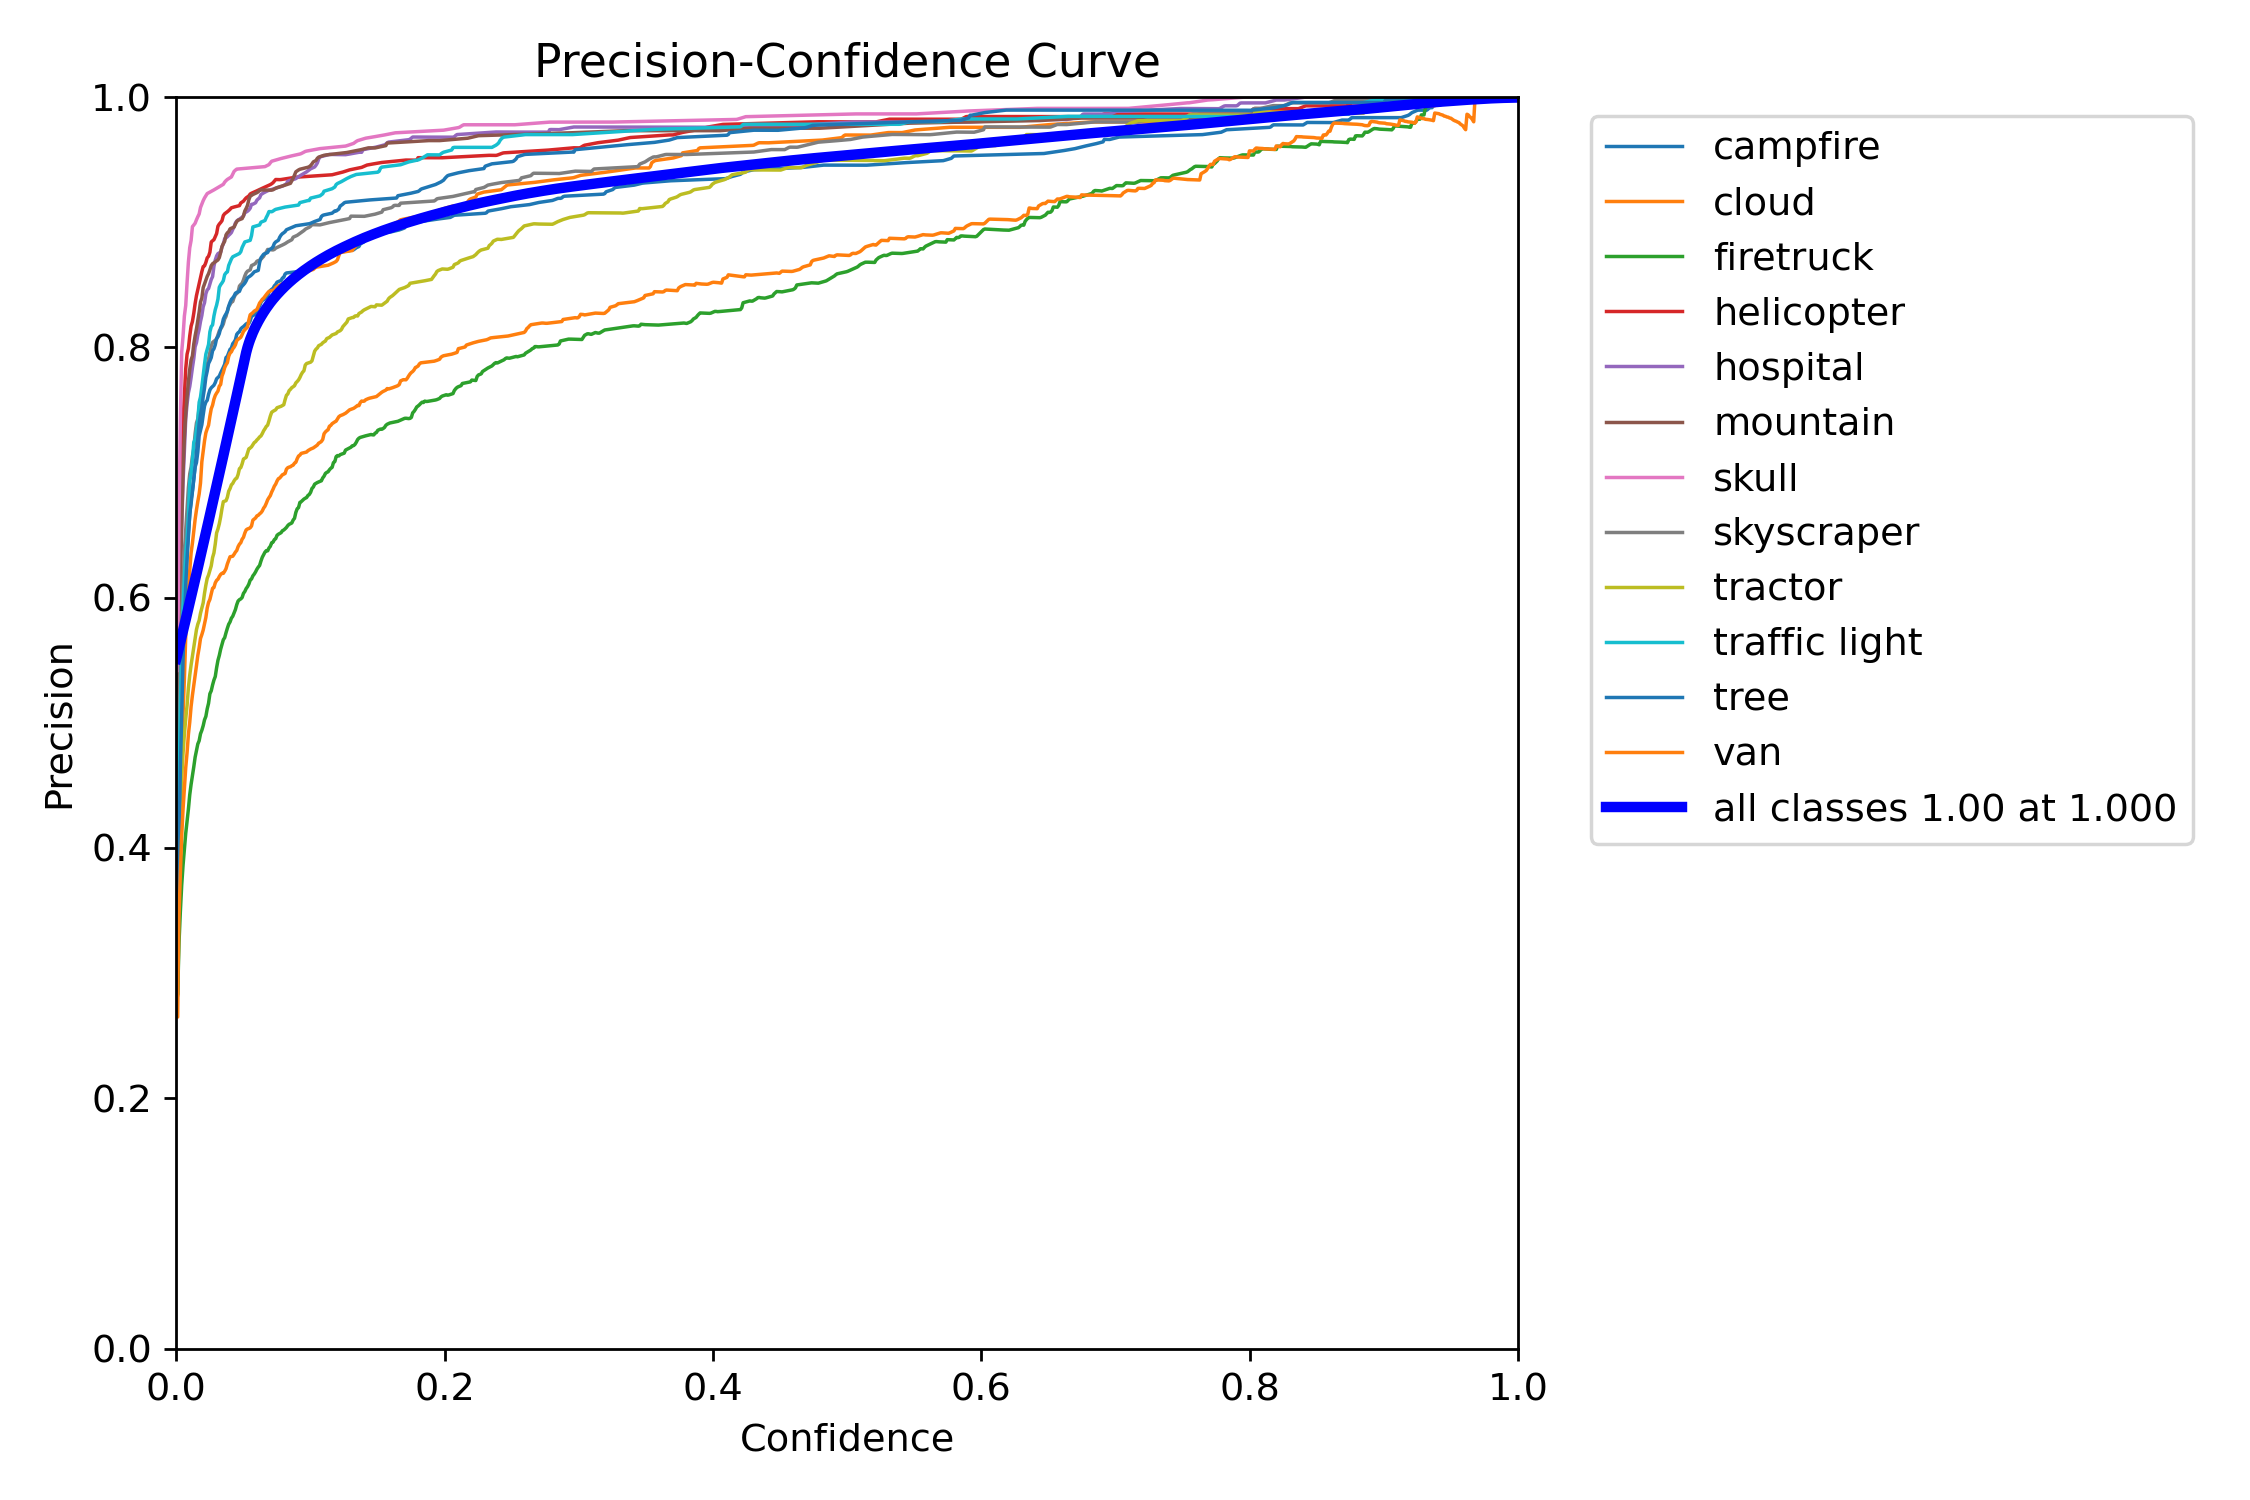 Precision-Confidence Curve
1.0
0.8
0.6
0.4
0.2
0.0
Precision
0.0 0.2 0.4 0.6 0.8 1.0
Confidence
campfire
cloud
firetruck
helicopter
hospital
mountain
skull
skyscraper
tractor
traffic light
tree
van
all classes 1.00 at 1.000